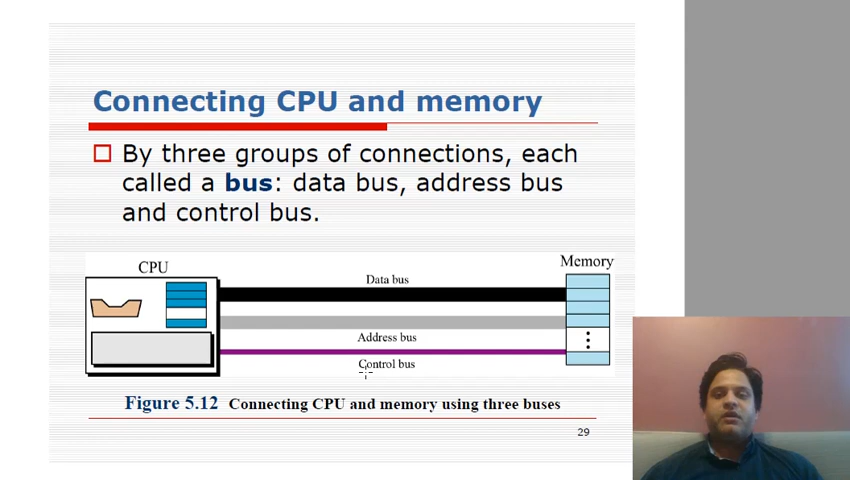 Connecting CPU and memory
By three groups of connections, each
called a bus: data bus, address bus
and control bus.
CPU
Memory
Data bus
Address bus
Control bus
Figure 5.12 Connecting CPU and memory using three buses
29